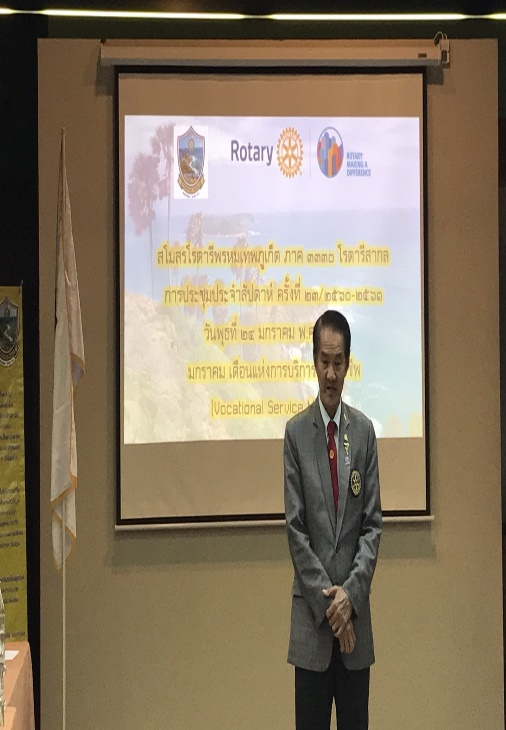 Rotary
ROTARY:
MAKING A
DIFFERENCE
สโมสรโรตารีพรหมเทพภูเก็ต ภาค ๓๓๓๐ โรตารีสากล
การประชุมประจำสัปดาห์ ครั้งที่ ๒๓/๒๕๖๐-๒๕๖๑
วันพุธที่ ๒๔ มกราคม
มกราคม เดือนแห่งการบริการ
(Vocational Service